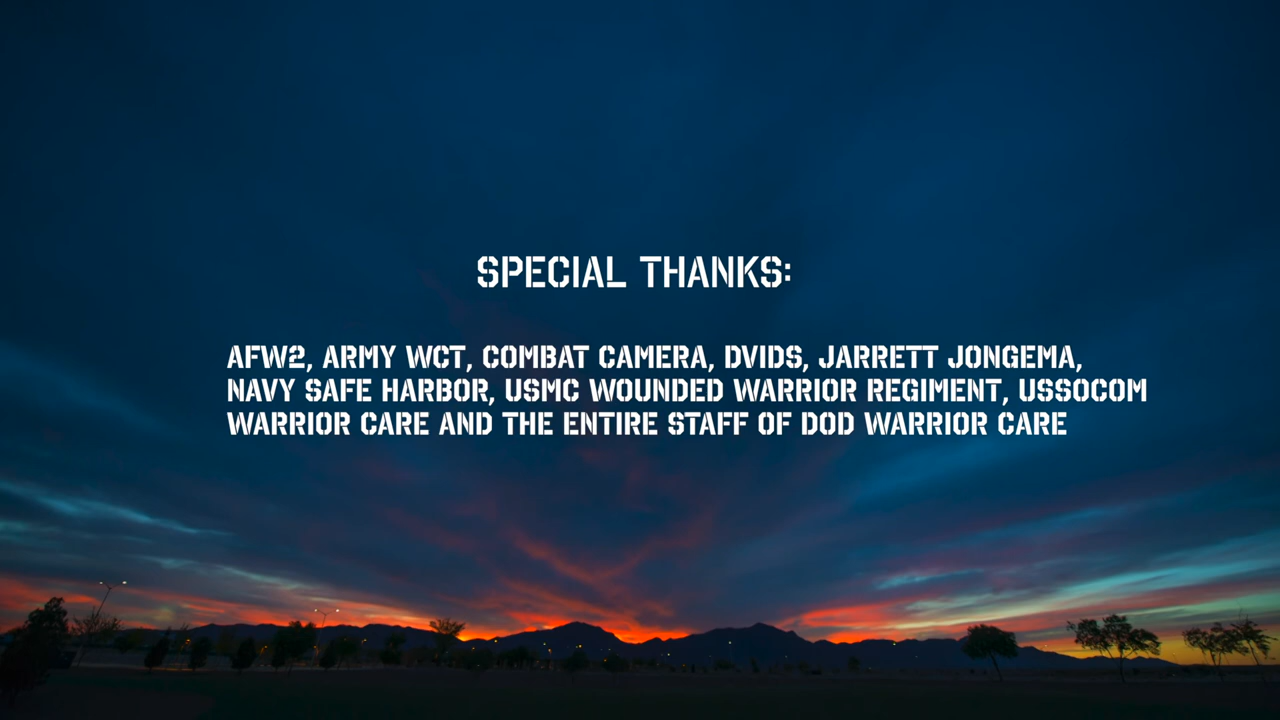 SPECIAL THANKS:
AFW2, ARMY WCT, COMBAT CAMERA, DVIDS, JARRETT JONGEMA,
NAVY SAFE HARBOR, USMC WOUNDED WARRIOR REGIMENT, USSOCOM
WARRIOR CARE AND THE ENTIRE STAFF OF DOD WARRIOR CARE